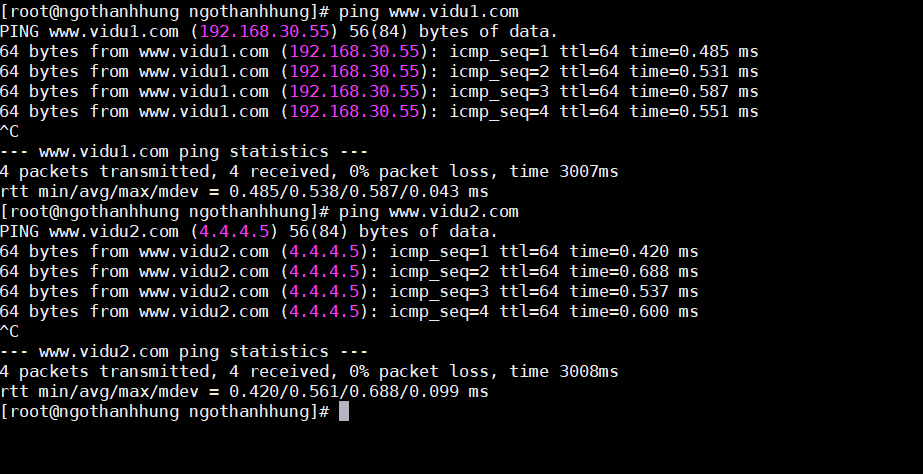 [root@ngothanhhung ngothanhhung]# ping www.vidu1.com
PING www.vidu1.com (192.168.30.55) 56(84) bytes of data.
64 bytes from www.vidu1.com (192.168.30.55): icmp_seq=1 ttl=64 time=0.485 ms
64 bytes from www.vidu1.com (192.168.30.55): icmp_seq=2 ttl=64 time=0.531 ms
64 bytes from www.vidu1.com (192.168.30.55): icmp_seq=3 ttl=64 time=0.587 ms
64 bytes from www.vidu1.com (192.168.30.55): icmp_seq=4 ttl=64 time=0.551 ms
^C
--- www.vidu1.com ping statistics ---
4 packets transmitted, 4 received, 0% packet loss, time 3007ms
rtt min/avg/max/mdev = 0.485/0.538/0.587/0.043 ms
[root@ngothanhhung ngothanhhung]# ping www.vidu2.com
PING www.vidu2.com (4.4.4.5) 56(84) bytes of data.
64 bytes from www.vidu2.com (4.4.4.5): icmp_seq=1 ttl=64 time=0.420 ms
64 bytes from www.vidu2.com (4.4.4.5): icmp_seq=2 ttl=64 time=0.688 ms
64 bytes from www.vidu2.com (4.4.4.5): icmp_seq=3 ttl=64 time=0.537 ms
64 bytes from www.vidu2.com (4.4.4.5): icmp_seq=4 ttl=64 time=0.600 ms
^C
--- www.vidu2.com ping statistics ---
4 packets transmitted, 4 received, 0% packet loss, time 3008ms
rtt min/avg/max/mdev = 0.420/0.561/0.688/0.099 ms
[root@ngothanhhung ngothanhhung]#